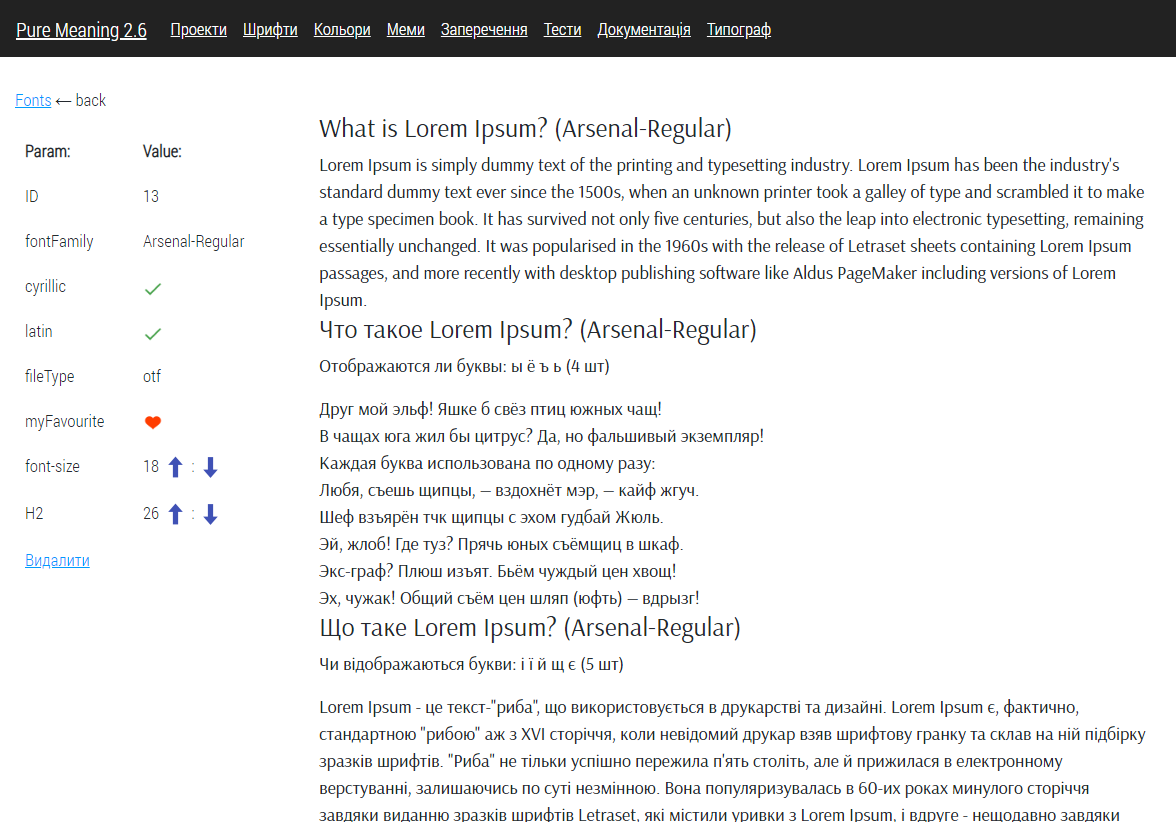 Pure Meaning 2.6 Проекти Шрифти Кольори Меми Заперечення Тести Документація Типограф
Fonts ← back
Param: Value:
ID 13
fontFamily Arsenal-Regular
cyrillic
latin
fileType otf
myFavourite
font-size 18 :
H2 26 :
Видалити
What is Lorem Ipsum? (Arsenal-Regular)
Lorem Ipsum is simply dummy text of the printing and typesetting industry. Lorem Ipsum has been the industry's
standard dummy text ever since the 1500s, when an unknown printer took a galley of type and scrambled it to make
a type specimen book. It has survived not only five centuries, but also the leap into electronic typesetting, remaining
essentially unchanged. It was popularised in the 1960s with the release of Letraset sheets containing Lorem Ipsum
passages, and more recently with desktop publishing software like Aldus PageMaker including versions of Lorem
Ipsum.
Что такое Lorem Ipsum? (Arsenal-Regular)
Отображаются ли буквы: ы ё ъ ь (4 шт)
Друг мой эльф! Яшке б свёз птиц южных чащ!
В чащах юга жил бы цитрус? Да, но фальшивый экземпляр!
Каждая буква использована по одному разу:
Любя, съешь щипцы, — вздохнёт мэр, — кайф жгуч.
Шеф взъярён тчк щипцы с эхом гудбай Жюль.
Эй, жлоб! Где туз? Прячь юных съёмщиц в шкаф.
Экс-граф? Плюш изъят. Бьём чуждый цен хвощ!
Эх, чужак! Общий съём цен шляп (юфть) — вдрызг!
Що таке Lorem Ipsum? (Arsenal-Regular)
Чи відображаються букви: і ї й щ є (5 шт)
Lorem Ipsum - це текст-"риба", що використовується в друкарстві та дизайні. Lorem Ipsum є, фактично,
стандартною "рибою" аж з XVI сторіччя, коли невідомий друкар взяв шрифтову гранку та склав на ній підбірку
зразків шрифтів. "Риба" не тільки успішно пережила п'ять століть, але й прижилася в електронному
верстуванні, залишаючись по суті незмінною. Вона популяризувалась в 60-их роках минулого сторіччя
завдяки виданню зразків шрифтів Letraset, які містили уривки з Lorem Ipsum, і вдруге - нещодавно завдяки